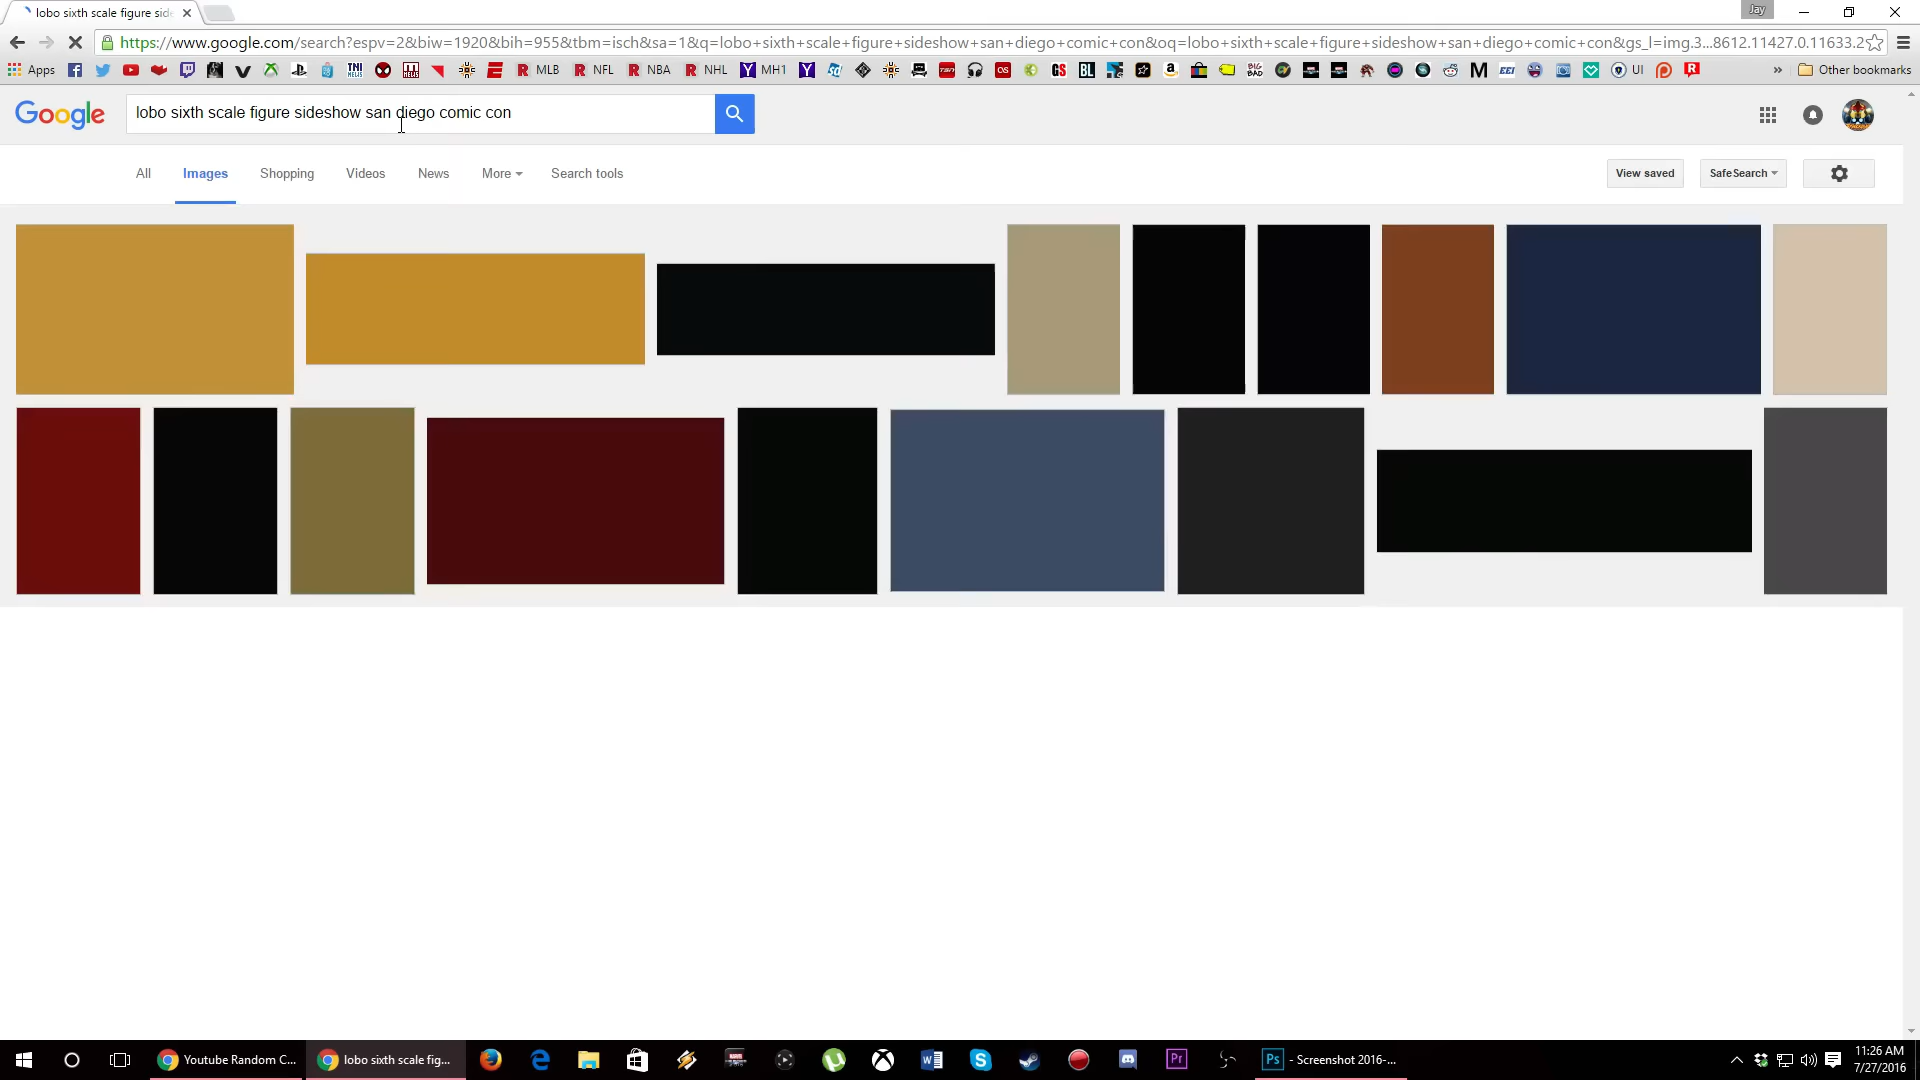 lobo sixth scale figure sid
Jay
https://www.google.com/search?espv=2&biw=1920&bih=955&tbm=isch&sa=1&q=lobo+sixth+scale+figure+sideshow+san+diego+comic+con&oq=lobo+sixth+scale+figure+sideshow+san+diego+comic+con&gs_l=img.3...8612.11427.0.11633.2
Apps MLB NFL NBA NHL MH1 UI » Other bookmarks
Google
lobo sixth scale figure sideshow san diego comic con
All Images Shopping Videos News More Search tools View saved SafeSearch
Youtube Random C... lobo sixth scale fig... Pr Ps - Screenshot 2016-...
11:26 AM
7/27/2016